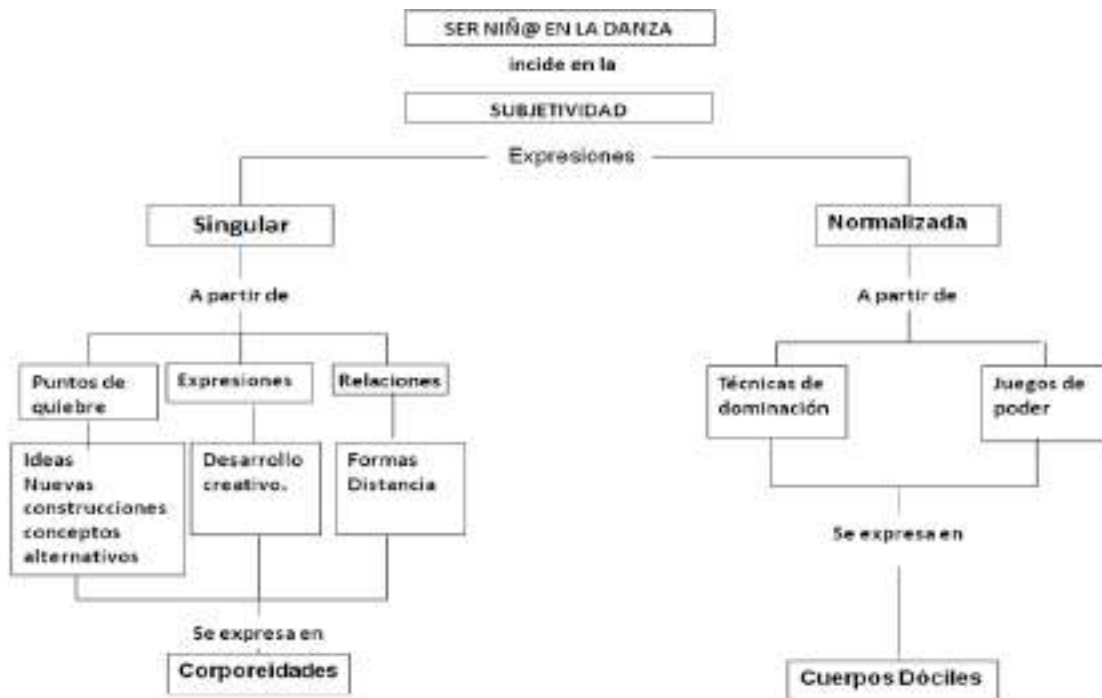 SER NIÑ@ EN LA DANZA
incide en la
SUBJETIVIDAD
Expresiones
Singular
Normalizada
A partir de
A partir de
Puntos de
quiebre
Expresiones
Relaciones
Técnicas de
dominación
Juegos de
poder
Ideas
Nuevas
construcciones
conceptos
alternativos
Desarrollo
creativo.
Formas
Distancia
Se expresa en
Se expresa en
Corporeidades
Cuerpos Dóciles